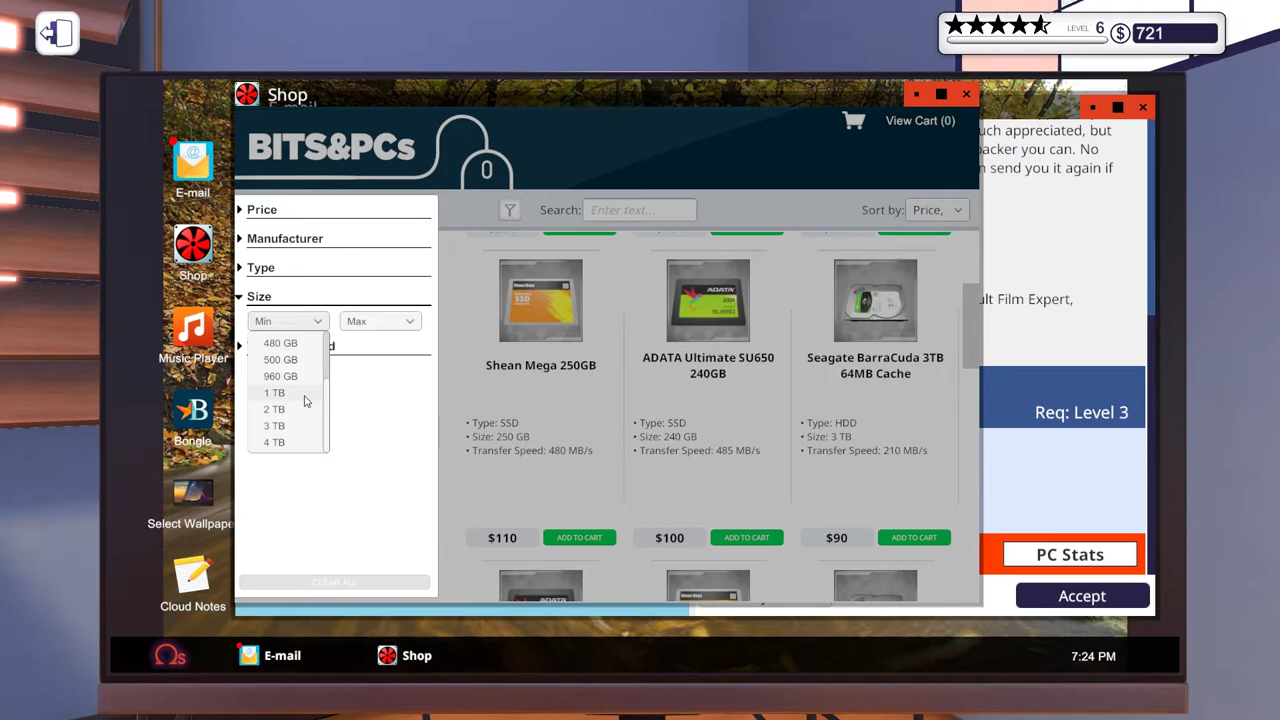 LEVEL 6
$ 721
Shop
BITS&PCs
View Cart (0)
uch appreciated, but
packer you can. No
n send you it again if
E-mail
Price
Search: Enter text...
Sort by: Price,
Manufacturer
Type
Shop
Size
Min
Max
ult Film Expert,
480 GB
500 GB
960 GB
1 TB
2 TB
3 TB
4 TB
Music Player
Shean Mega 250GB
• Type: SSD
• Size: 250 GB
• Transfer Speed: 480 MB/s
$110
ADD TO CART
ADATA Ultimate SU650
240GB
• Type: SSD
• Size: 240 GB
• Transfer Speed: 485 MB/s
$100
ADD TO CART
Seagate BarraCuda 3TB
64MB Cache
• Type: HDD
• Size: 3 TB
• Transfer Speed: 210 MB/s
$90
ADD TO CART
Req: Level 3
Bongle
Select Wallpape
PC Stats
CLEAR ALL
Accept
Cloud Notes
E-mail
Shop
7:24 PM